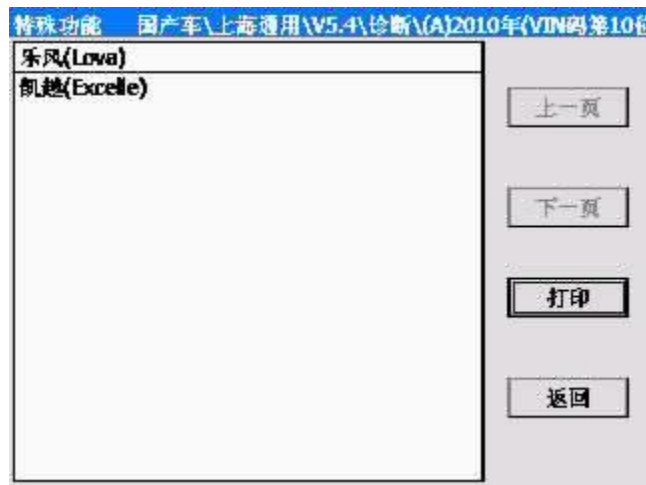 特殊功能 国产车\上海通用\V5.4\诊断\(A)2010年(VIN码第10位
乐风(Lova)
凯越(Excelle)
上一页
下一页
打印
返回